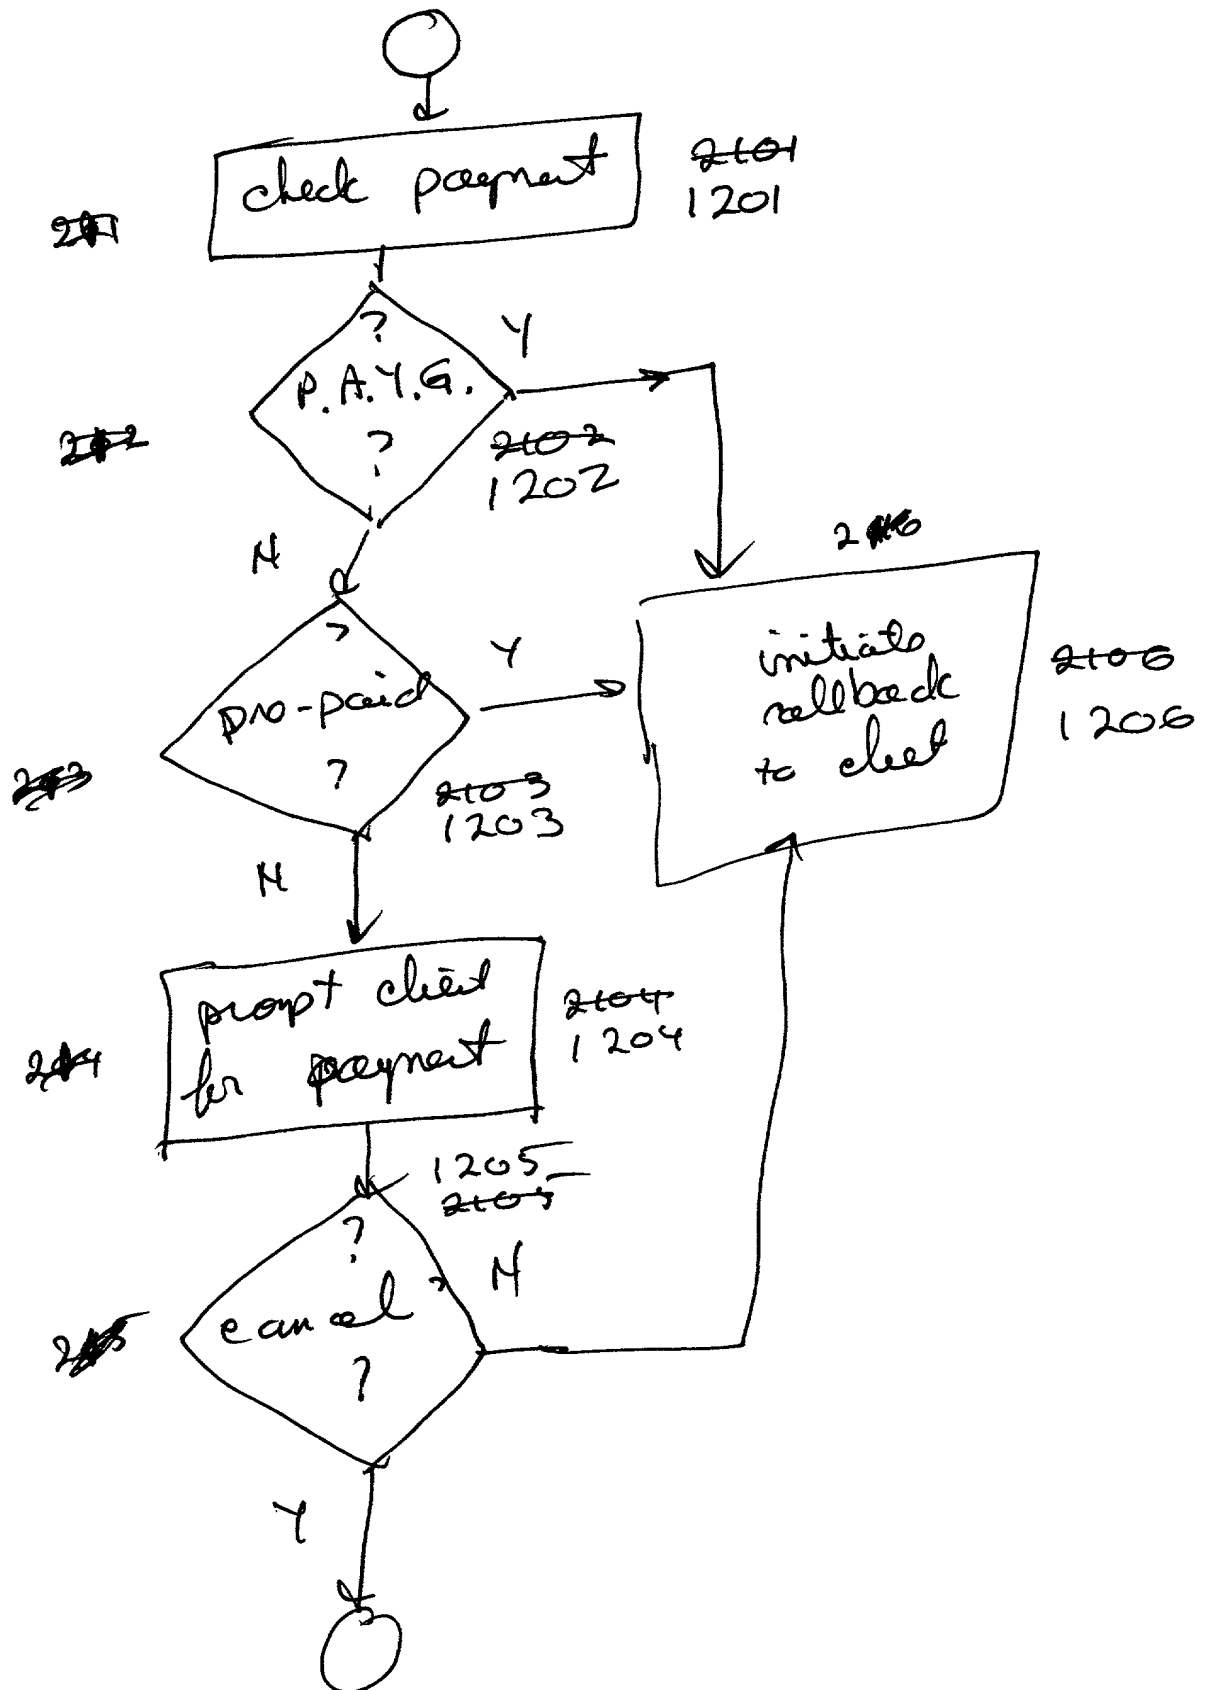 check payment
2101
1201
?
P.A.Y.G.
?
Y
2102
1202
N
?
pre-paid
?
Y
2103
1203
N
initiate
callback
to client
2106
1206
prompt client
for payment
2104
1204
1205
2105
?
cancel
?
N
Y